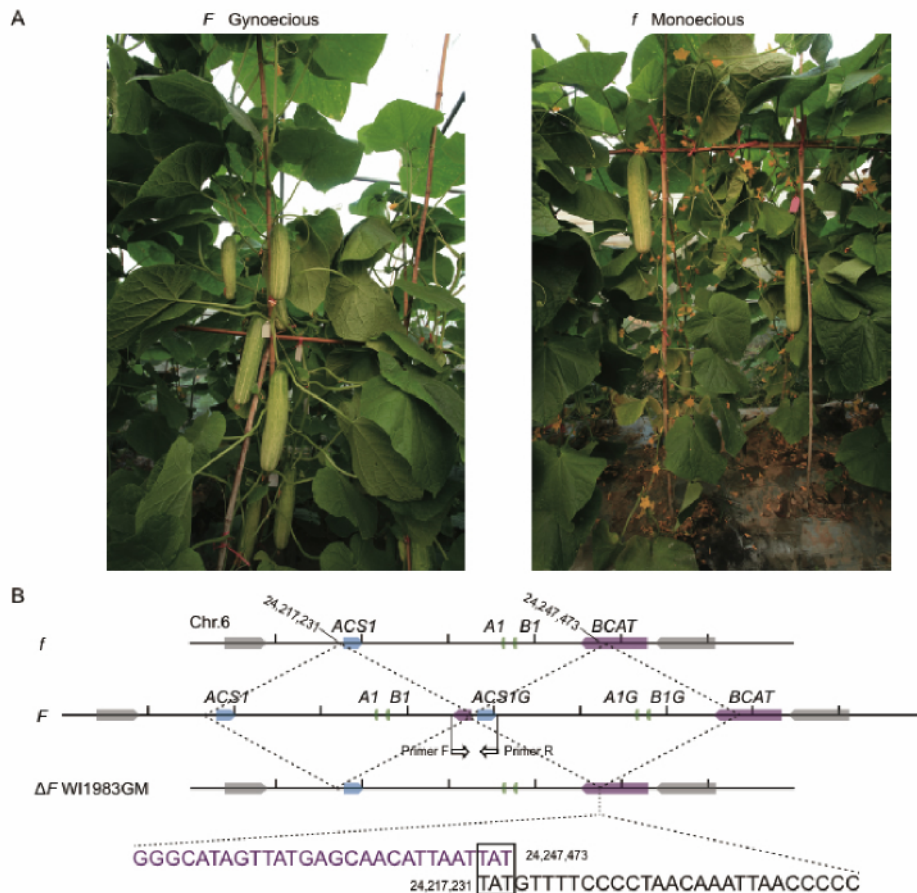 A
F Gynoecious
f Monoecious
B
24,217,231
24,247,473
Chr.6 ACS1 A1 B1 BCAT
f
ACS1 A1 B1 ACS1G A1G B1G BCAT
F
Primer F Primer R
ΔF WI1983GM
GGGCATAGTTATGAGCAACATTAATTAT 24,247,473
24,217,231 TATGTTTTCCCCTAACAAATTAACCCCC